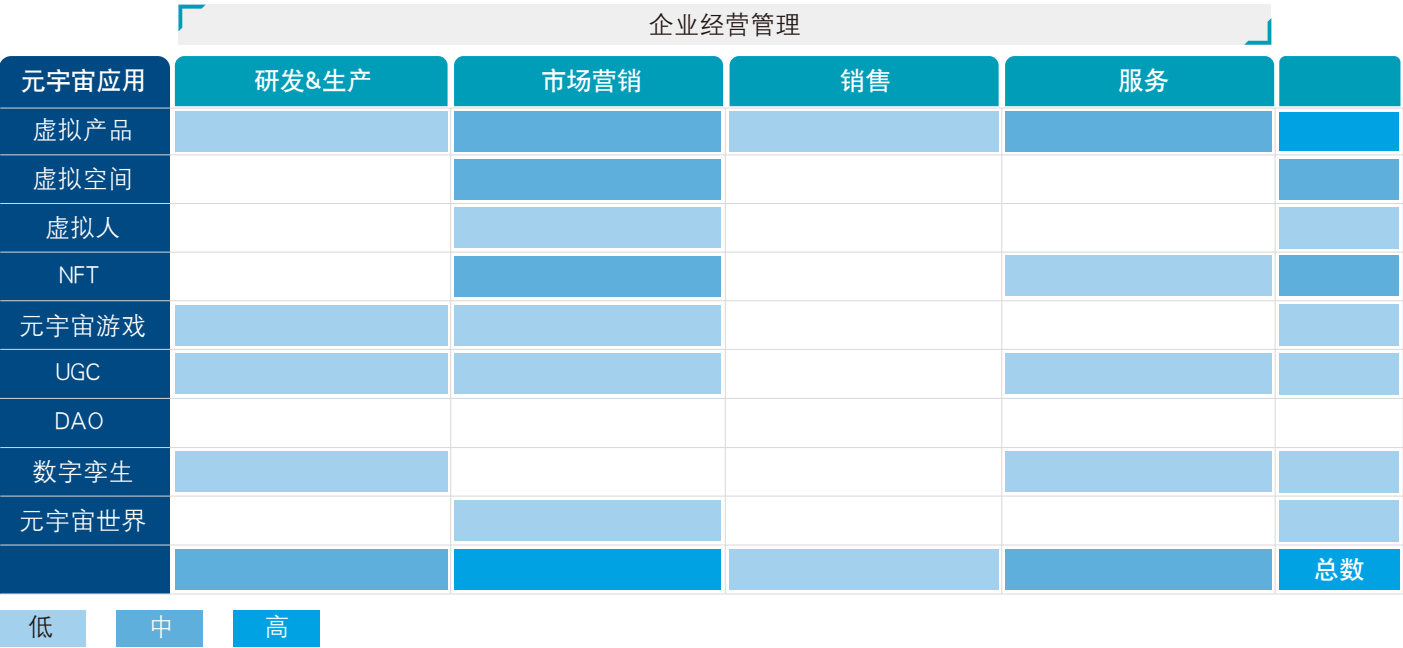 企业经营管理
元宇宙应用 研发&生产 市场营销 销售 服务
虚拟产品
虚拟空间
虚拟人
NFT
元宇宙游戏
UGC
DAO
数字孪生
元宇宙世界
总数
低 中 高